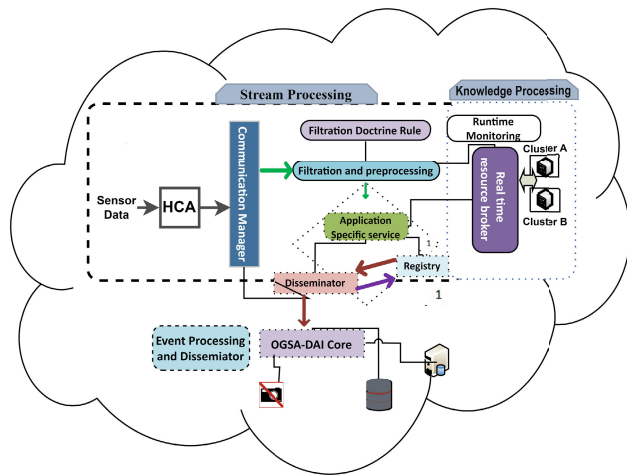 Stream Processing
Knowledge Processing
Filtration Doctrine Rule
Runtime
Monitoring
Communication Manager
Filtration and preprocessing
Real time
resource broker
Cluster A
Cluster B
Sensor
Data
HCA
Application
Specific service
1
Registry
Disseminator
1
Event Processing
and Dissemiator
OGSA-DAI Core